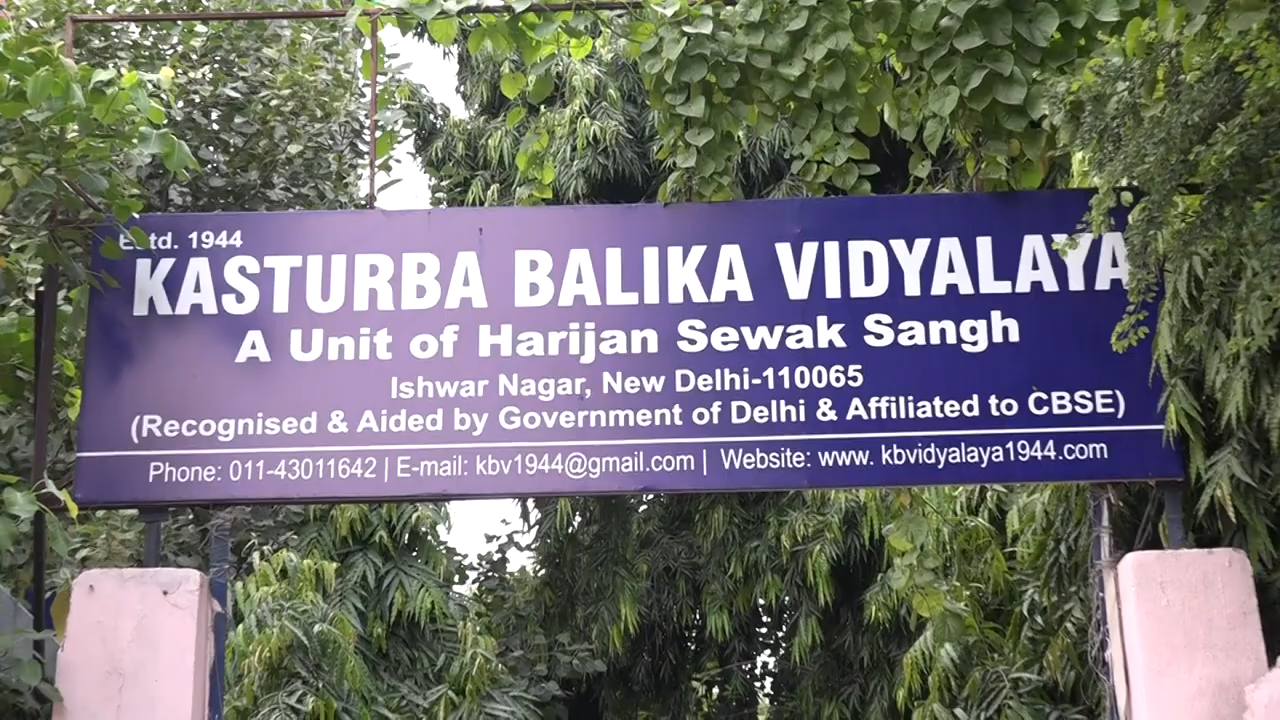 Estd. 1944
KASTURBA BALIKA VIDYALAYA
A Unit of Harijan Sewak Sangh
Ishwar Nagar, New Delhi-110065
(Recognised & Aided by Government of Delhi & Affiliated to CBSE)
Phone: 011-43011642 | E-mail: kbv1944@gmail.com | Website: www. kbvidyalaya1944.com